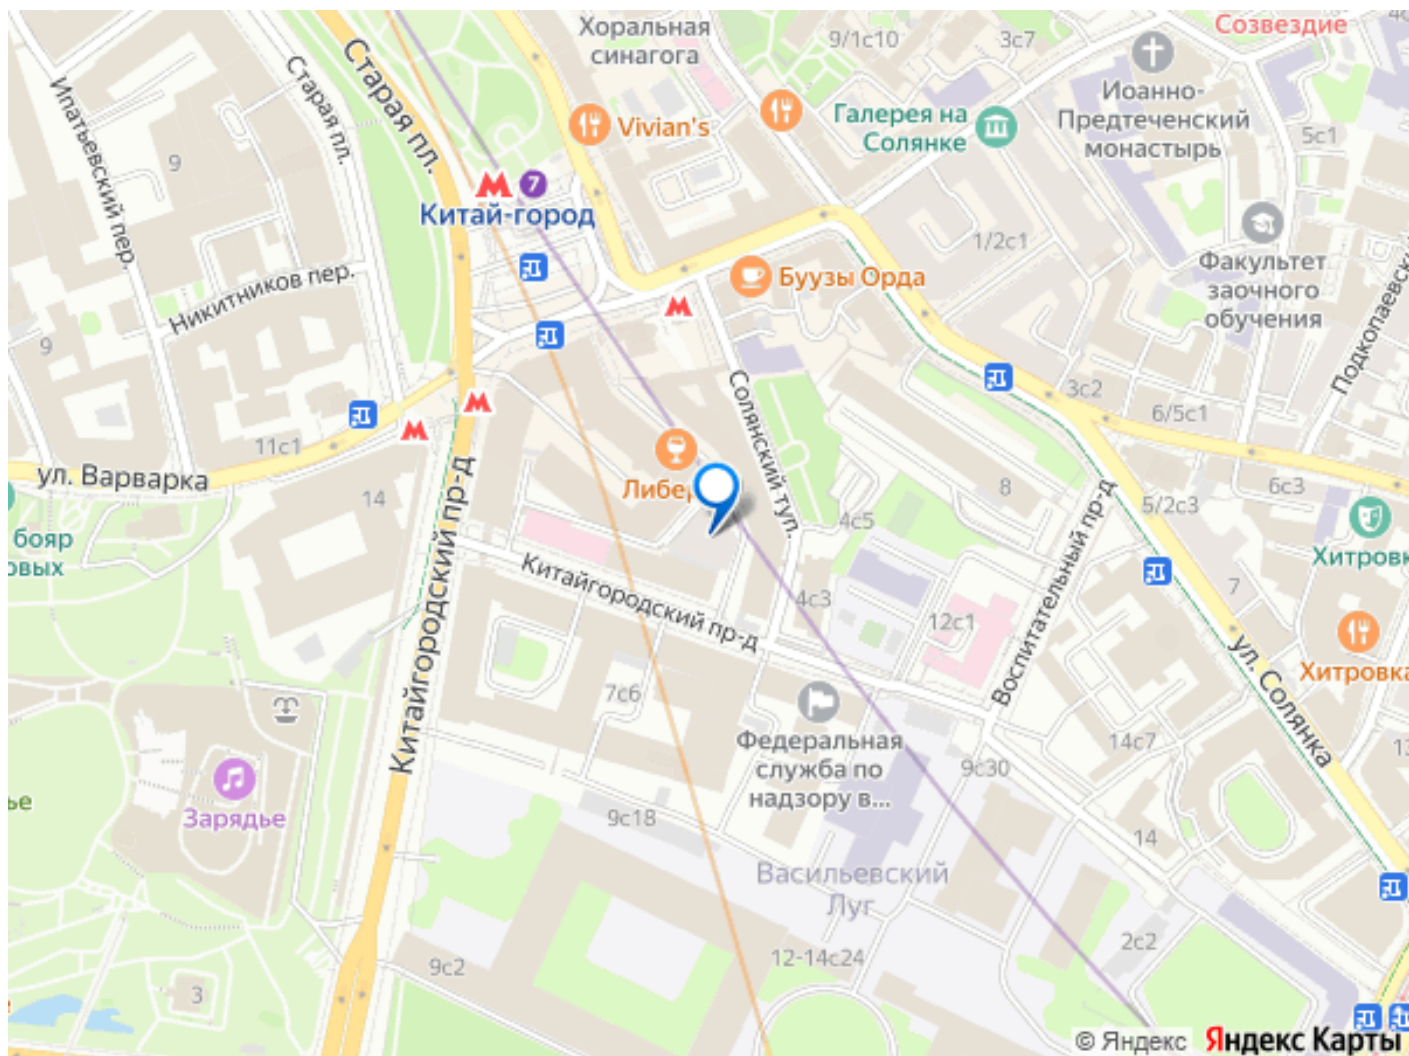 Хоральная
синагога
9/1с10
3с7
Созвездие
Старая пл.
Старая пл.
Ипатьевский пер.
9
Vivian's
Галерея на
Солянке
Иоанно-
Предтеченский
монастырь
5с1
7
Китай-город
1/2с1
Факультет
заочного
обучения
Никитников пер.
Буузы Орда
9
3с2
6/5с1
11с1
Солянский туп.
ул. Варварка
14
8
5/2с3
6с3
4с5
бояр
Хитровк
Китайгородский пр-д
Китайгородский пр-д
Воспитательный пр-д
4с3
12с1
7
Хитровка
ул. Солянка
7с6
Федеральная
служба по
надзору в...
14с7
9с30
Зарядье
9с18
14
Васильевский
Луг
2с2
12-14с24
9с2
3
© Яндекс Яндекс Карты